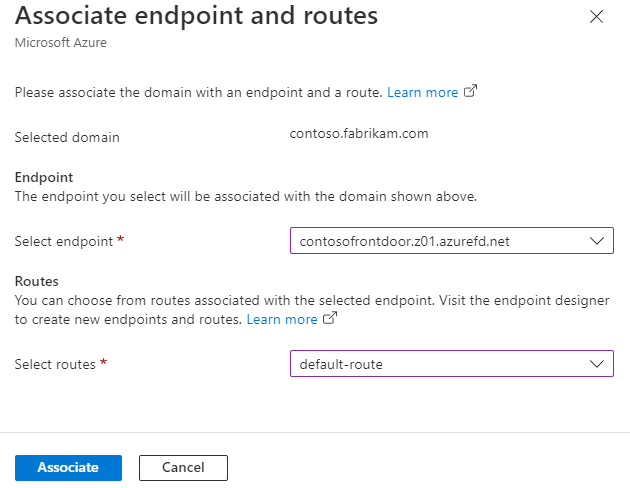 Associate endpoint and routes
Microsoft Azure
Please associate the domain with an endpoint and a route. Learn more
Selected domain
contoso.fabrikam.com
Endpoint
The endpoint you select will be associated with the domain shown above.
Select endpoint *
contosofrontdoor.z01.azurefd.net
Routes
You can choose from routes associated with the selected endpoint. Visit the endpoint designer
to create new endpoints and routes. Learn more
Select routes *
default-route
Associate
Cancel